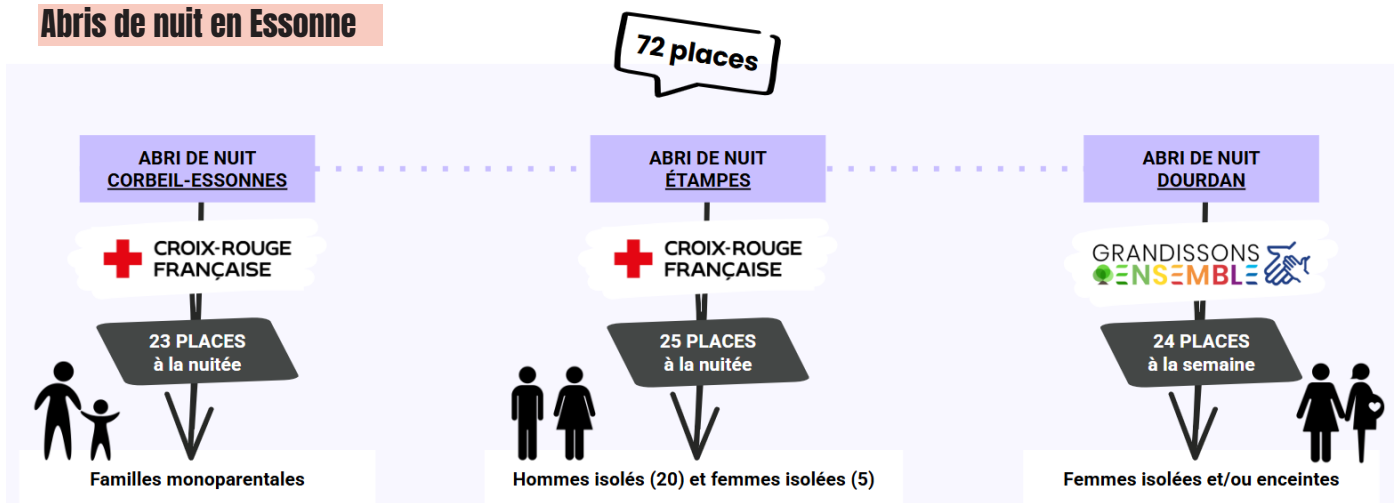 Abris de nuit en Essonne
72 places
ABRI DE NUIT
CORBEIL-ESSONNES
CROIX-ROUGE
FRANÇAISE
23 PLACES
à la nuitée
Familles monoparentales
ABRI DE NUIT
ÉTAMPES
CROIX-ROUGE
FRANÇAISE
25 PLACES
à la nuitée
Hommes isolés (20) et femmes isolées (5)
ABRI DE NUIT
DOURDAN
GRANDISSONS
ENSEMBLE
24 PLACES
à la semaine
Femmes isolées et/ou enceintes